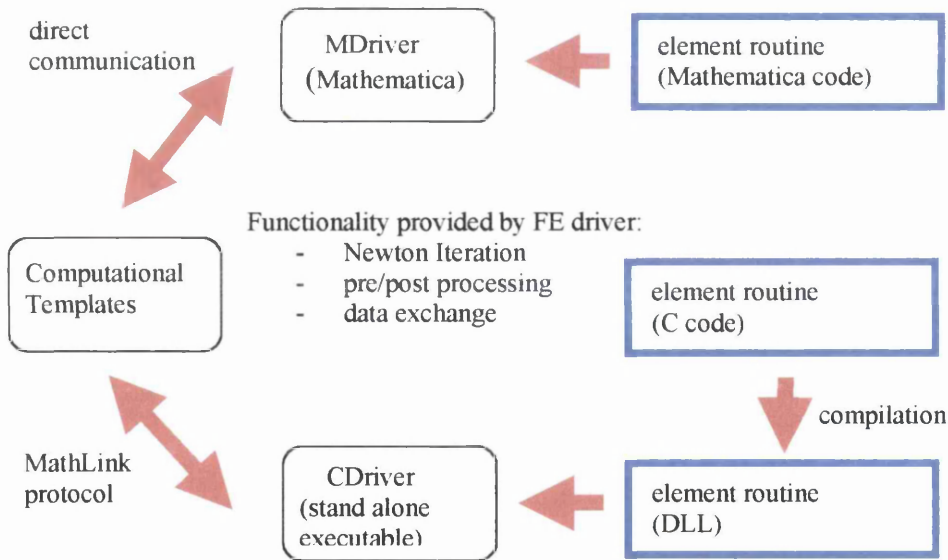 direct
communication
MDriver
(Mathematica)
element routine
(Mathematica code)
Functionality provided by FE driver:
- Newton Iteration
- pre/post processing
- data exchange
Computational
Templates
element routine
(C code)
compilation
MathLink
protocol
CDriver
(stand alone
executable)
element routine
(DLL)